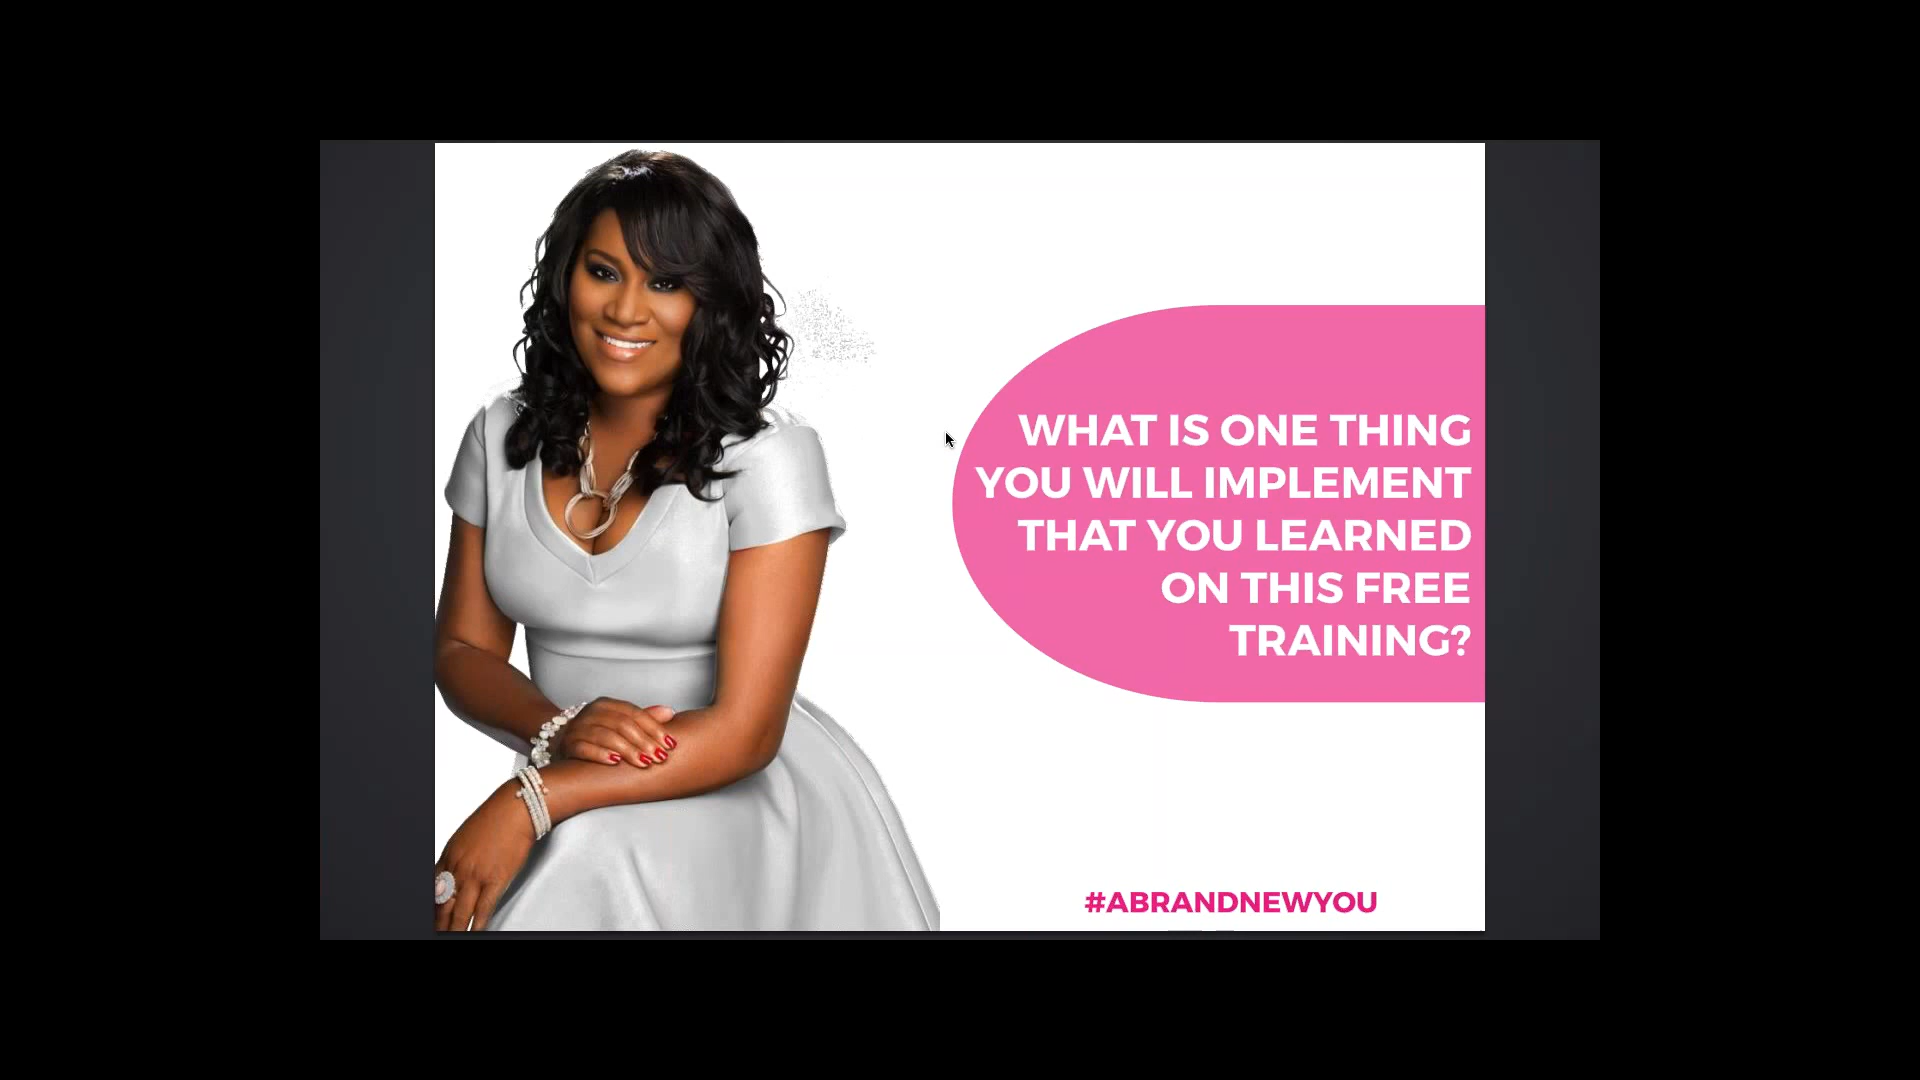 WHAT IS ONE THING
YOU WILL IMPLEMENT
THAT YOU LEARNED
ON THIS FREE
TRAINING?
#ABRANDNEWYOU